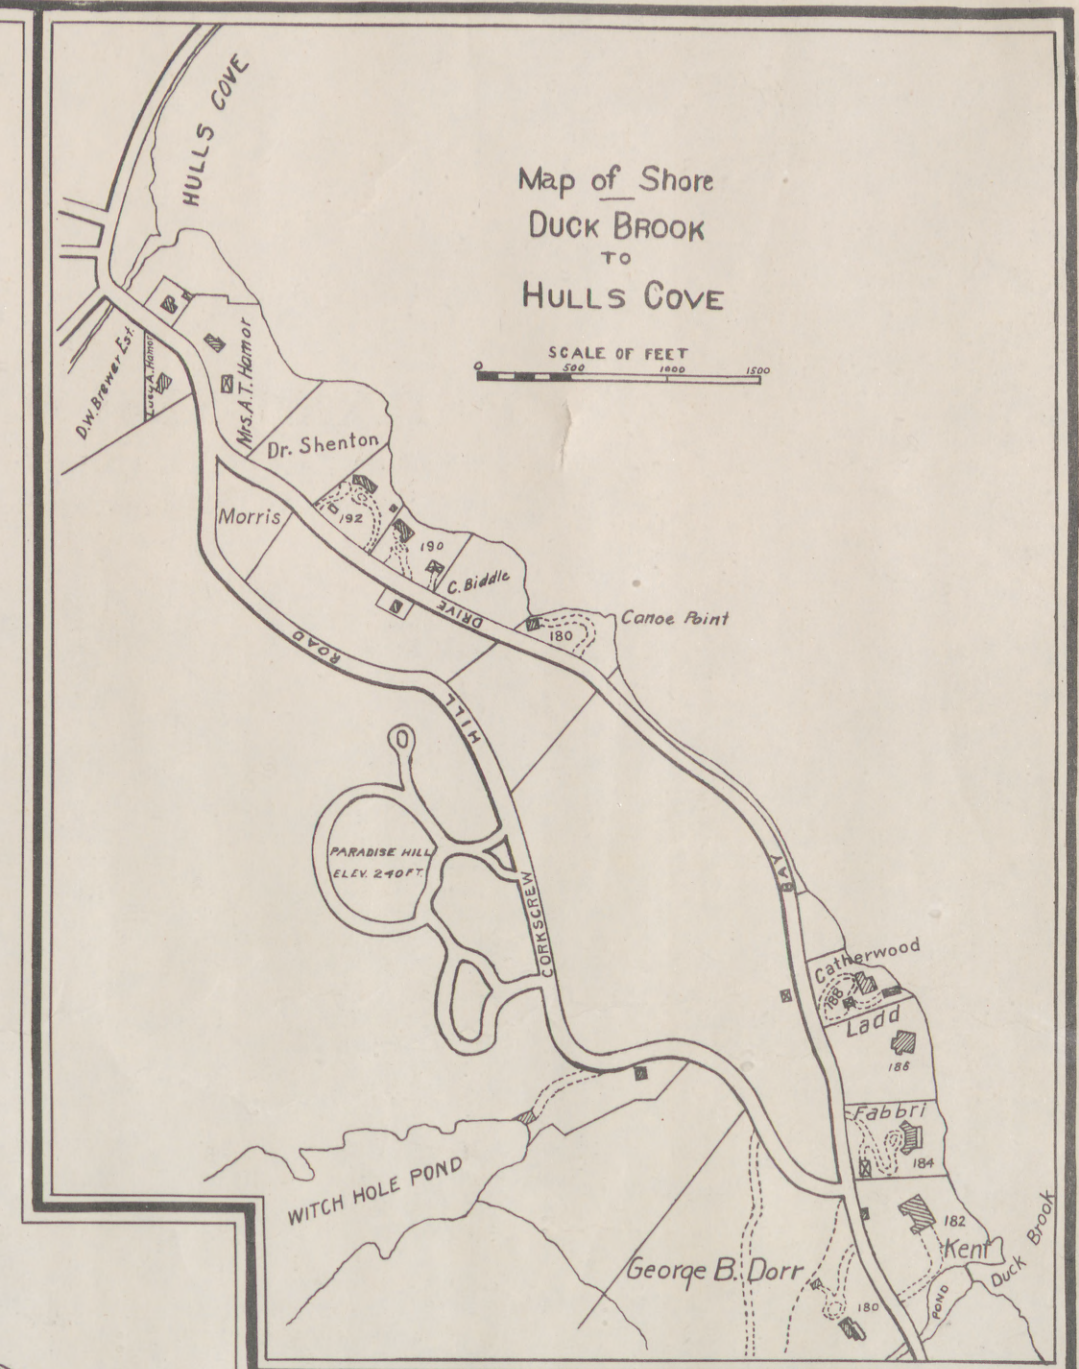 HULLS COVE
Map of Shore
DUCK BROOK
TO
HULLS COVE
SCALE OF FEET
0 500 1000 1500
D.W. Brewer Est.
Lucy A. Hamor
Mrs. A.T. Hamor
Dr. Shenton
Morris
192
190
C. Biddle
180
Canoe Point
BAY DRIVE
CORKSCREW HILL ROAD
PARADISE HILL
ELEV. 240 FT.
Catherwood
188
Ladd
186
Fabbri
184
182
Kent
WITCH HOLE POND
George B. Dorr
180
POND
Duck Brook